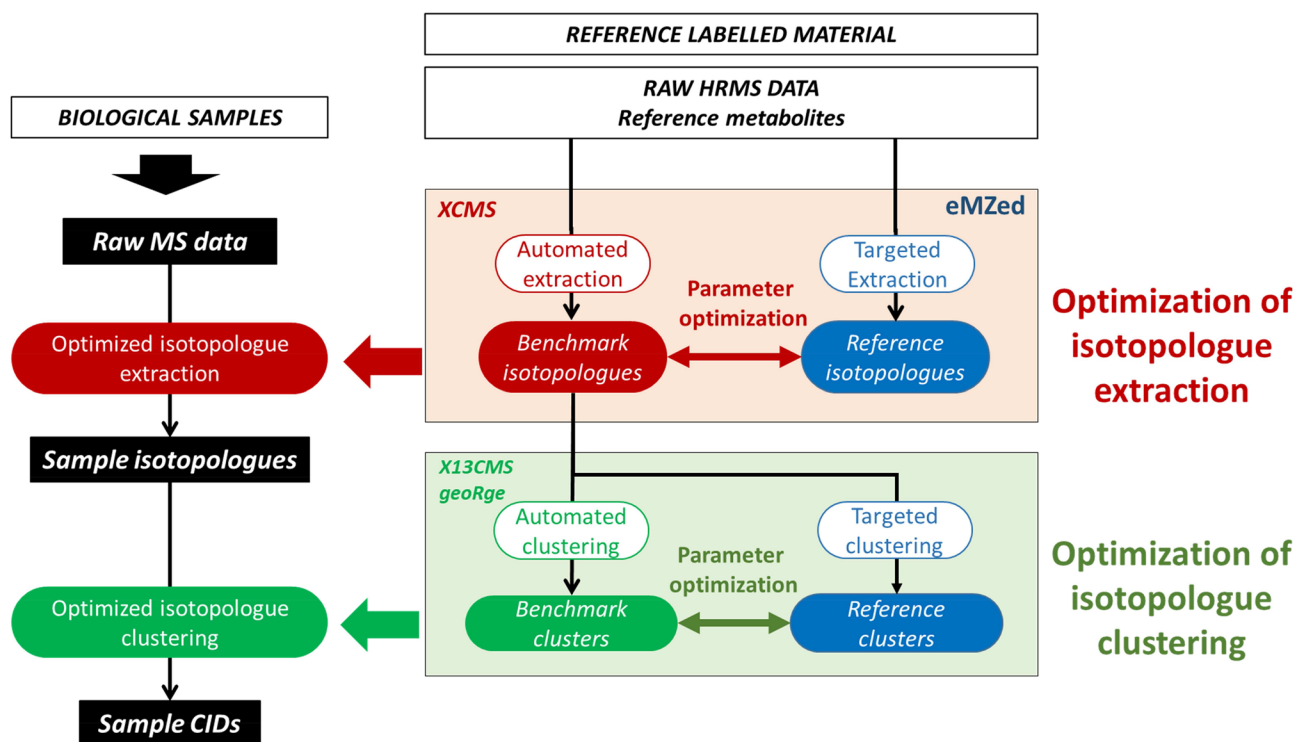 REFERENCE LABELLED MATERIAL
RAW HRMS DATA
Reference metabolites
BIOLOGICAL SAMPLES
Raw MS data
Optimized isotopologue
extraction
Sample isotopologues
Optimized isotopologue
clustering
Sample CIDs
XCMS
eMZed
Automated
extraction
Targeted
Extraction
Parameter
optimization
Benchmark
isotopologues
Reference
isotopologues
Optimization of
isotopologue
extraction
X13CMS
geoRge
Automated
clustering
Targeted
clustering
Parameter
optimization
Benchmark
clusters
Reference
clusters
Optimization of
isotopologue
clustering